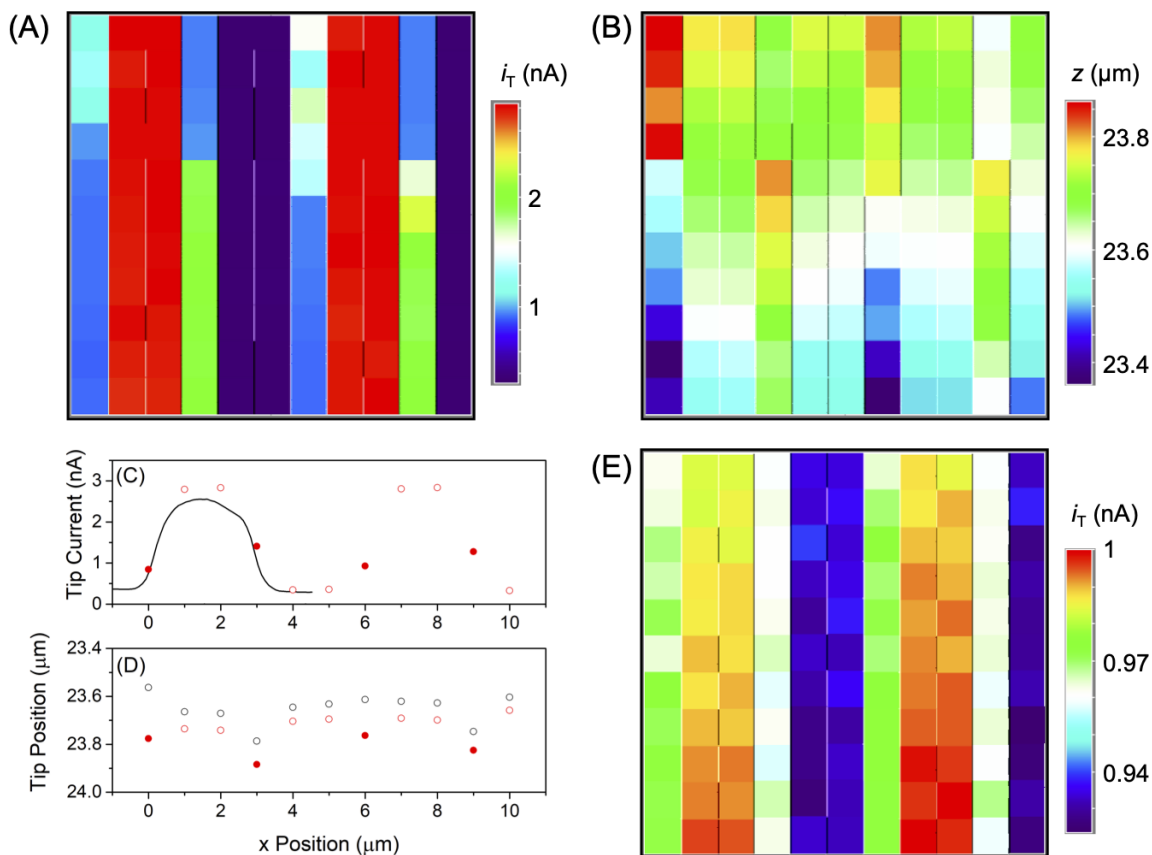 (A)
i_T (nA)
2
1
(B)
z (μm)
23.8
23.6
23.4
(C)
Tip Current (nA)
3
2
1
0
0 2 4 6 8 10
(D)
Tip Position (μm)
23.4
23.6
23.8
24.0
0 2 4 6 8 10
x Position (μm)
(E)
i_T (nA)
1
0.97
0.94